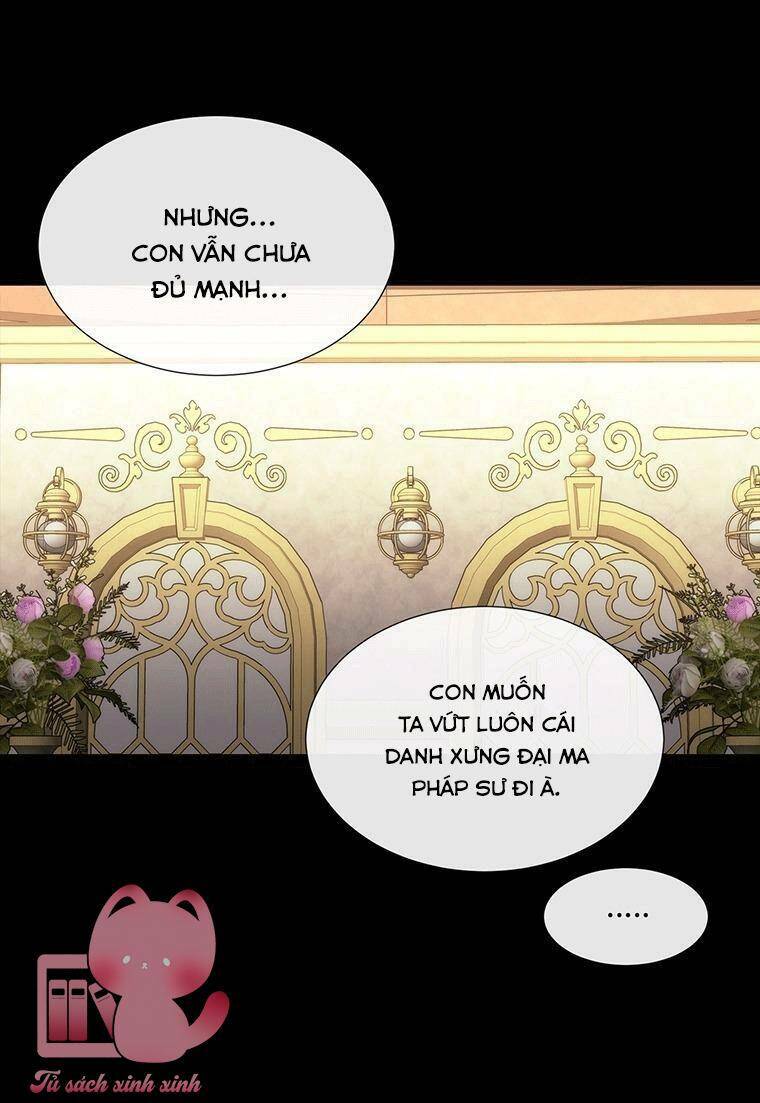 NHƯNG...
CON VẪN CHƯA
ĐỦ MẠNH...
CON MUỐN
TA VỨT LUÔN CÁI
DANH XƯNG ĐẠI MA
PHÁP SƯ ĐI À.
.....
Tủ sách xinh xinh